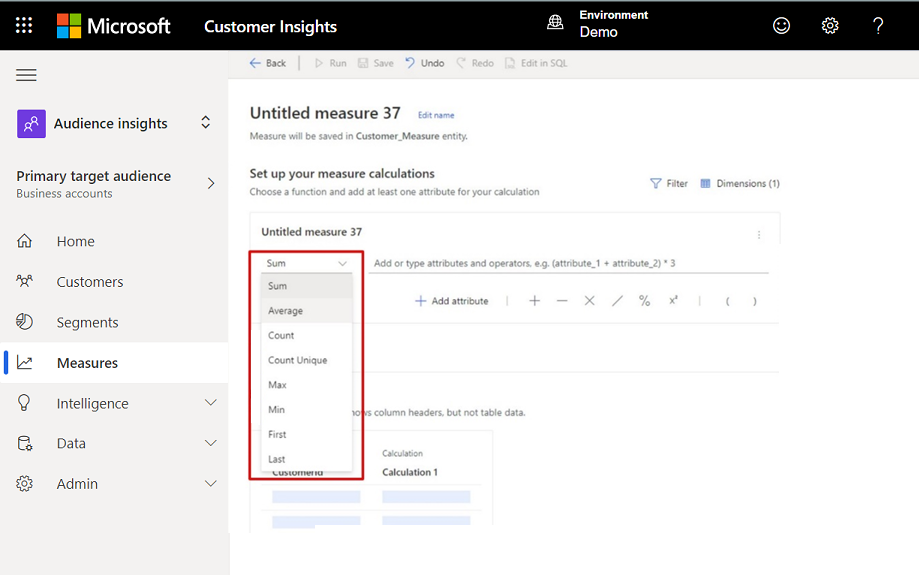 Microsoft
Customer Insights
Environment
Demo
?
Back
Run
Save
Undo
Redo
Edit in SQL
Audience insights
Primary target audience
Business accounts
Home
Customers
Segments
Measures
Intelligence
Data
Admin
Untitled measure 37
Edit name
Measure will be saved in Customer_Measure entity.
Set up your measure calculations
Choose a function and add at least one attribute for your calculation
Filter
Dimensions (1)
Untitled measure 37
Sum
Add or type attributes and operators, e.g. (attribute_1 + attribute_2) * 3
Add attribute
+ − × / % x² ( )
Sum
Average
Count
Count Unique
Max
Min
First
Last
column headers, but not table data.
CustomerId
Calculation
Calculation 1